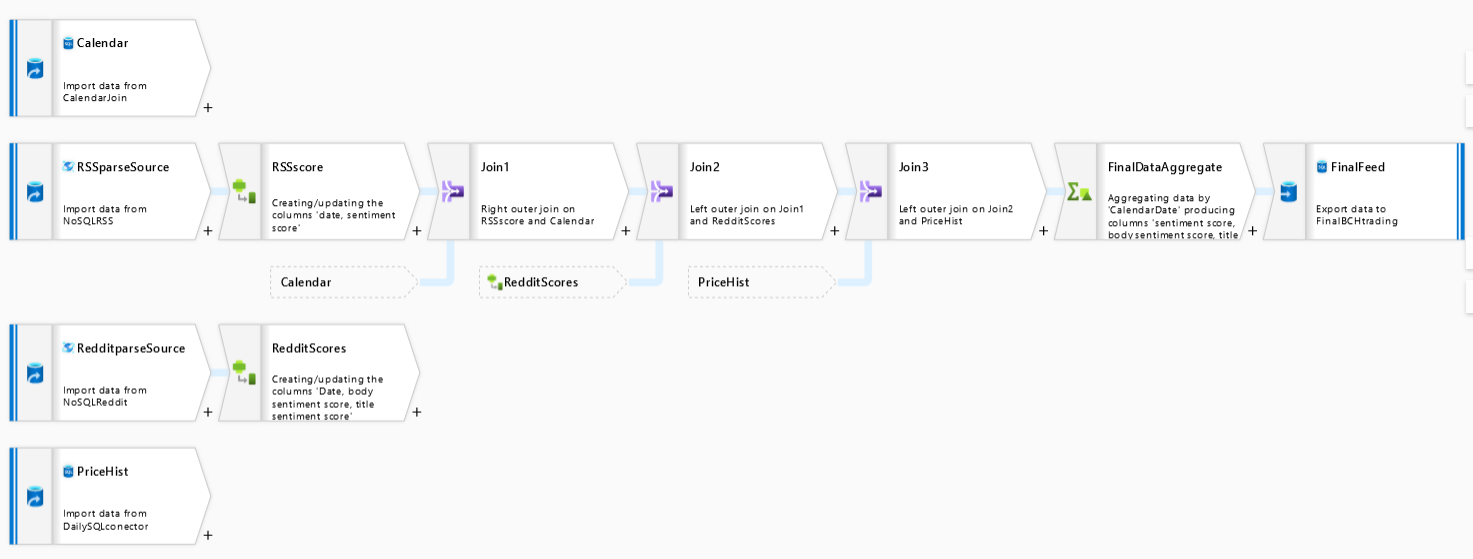 Calendar
Import data from
CalendarJoin
+
RSSparseSource
Import data from
NoSQLRSS
+
RSSscore
Creating/updating the
columns 'date, sentiment
score'
+
Join1
Right outer join on
RSSscore and Calendar
+
Join2
Left outer join on Join1
and RedditScores
+
Join3
Left outer join on Join2
and PriceHist
+
FinalDataAggregate
Aggregating data by
'CalendarDate' producing
columns 'sentiment score,
body sentiment score, title
+
FinalFeed
Export data to
FinalBCHtrading
Calendar
RedditScores
PriceHist
RedditparseSource
Import data from
NoSQLReddit
+
RedditScores
Creating/updating the
columns 'Date, body
sentiment score, title
sentiment score'
+
PriceHist
Import data from
DailySQLconector
+